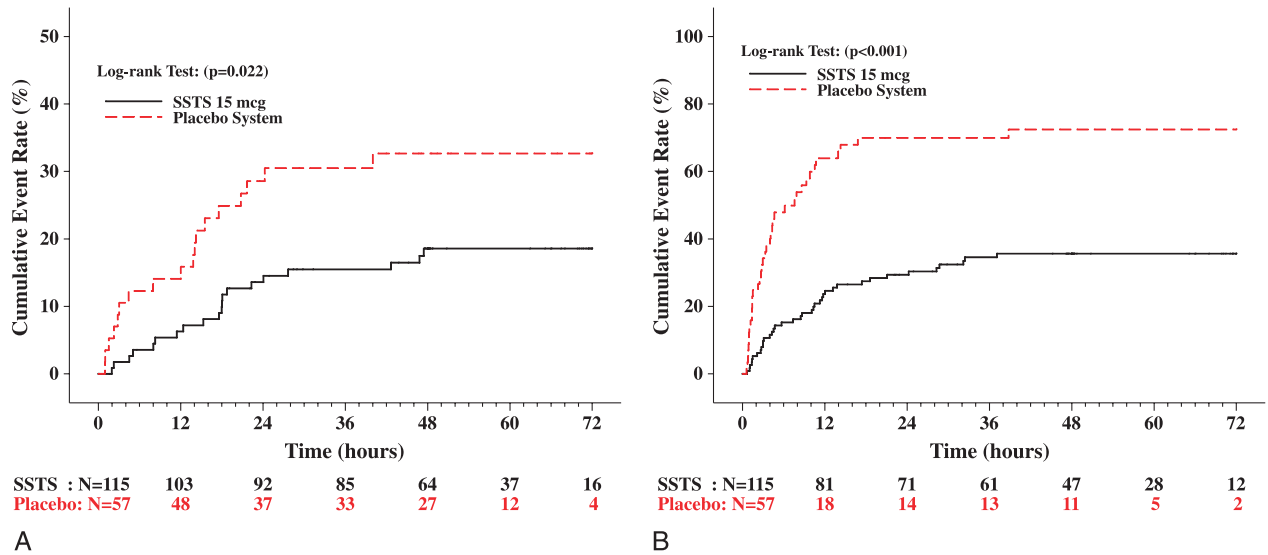 50
40
30
20
10
0
Cumulative Event Rate (%)
Log-rank Test: (p=0.022)
SSTS 15 mcg
Placebo System
0 12 24 36 48 60 72
Time (hours)
SSTS : N=115 103 92 85 64 37 16
Placebo: N=57 48 37 33 27 12 4
A
100
80
60
40
20
0
Cumulative Event Rate (%)
Log-rank Test: (p<0.001)
SSTS 15 mcg
Placebo System
0 12 24 36 48 60 72
Time (hours)
SSTS : N=115 81 71 61 47 28 12
Placebo: N=57 18 14 13 11 5 2
B